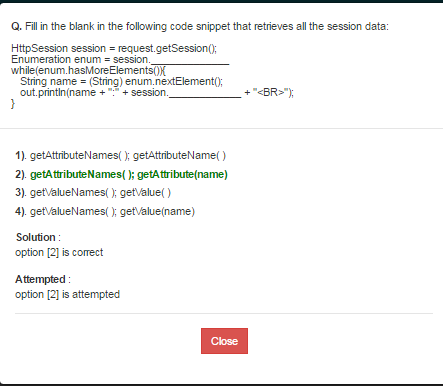 Q. Fill in the blank in the following code snippet that retrieves all the session data:
HttpSession session = request.getSession();
Enumeration enum = session._______________
while(enum.hasMoreElements()){
String name = (String) enum.nextElement();
out.println(name + ":" + session.______________ + "<BR>");
}
1). getAttributeNames( ); getAttributeName( )
2). getAttributeNames( ); getAttribute(name)
3). getValueNames( ); getValue( )
4). getValueNames( ); getValue(name)
Solution :
option [2] is correct
Attempted :
option [2] is attempted
Close